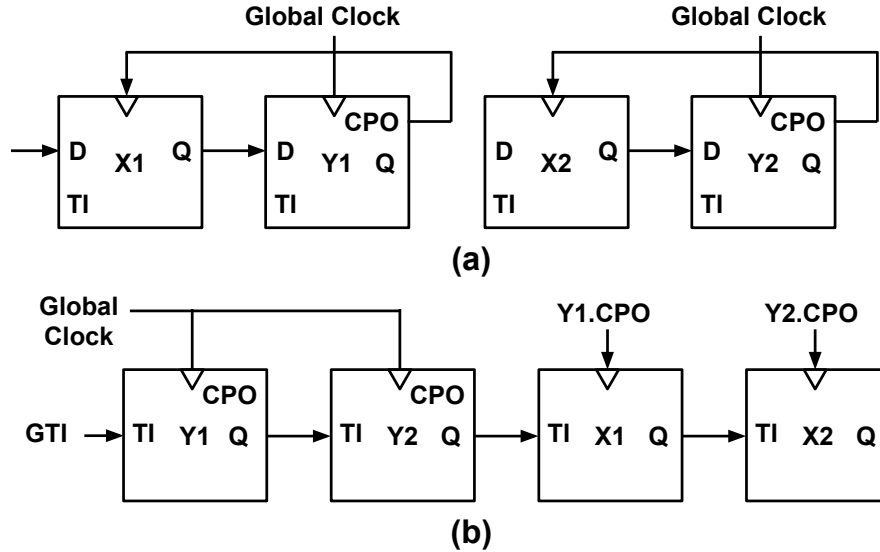 Global Clock Global Clock
CPO CPO
D Q D Q D Q D Q
X1 Y1 X2 Y2
TI TI TI TI
(a)
Global Y1.CPO Y2.CPO
Clock
CPO CPO
GTI TI Y1 Q TI Y2 Q TI X1 Q TI X2 Q
(b)